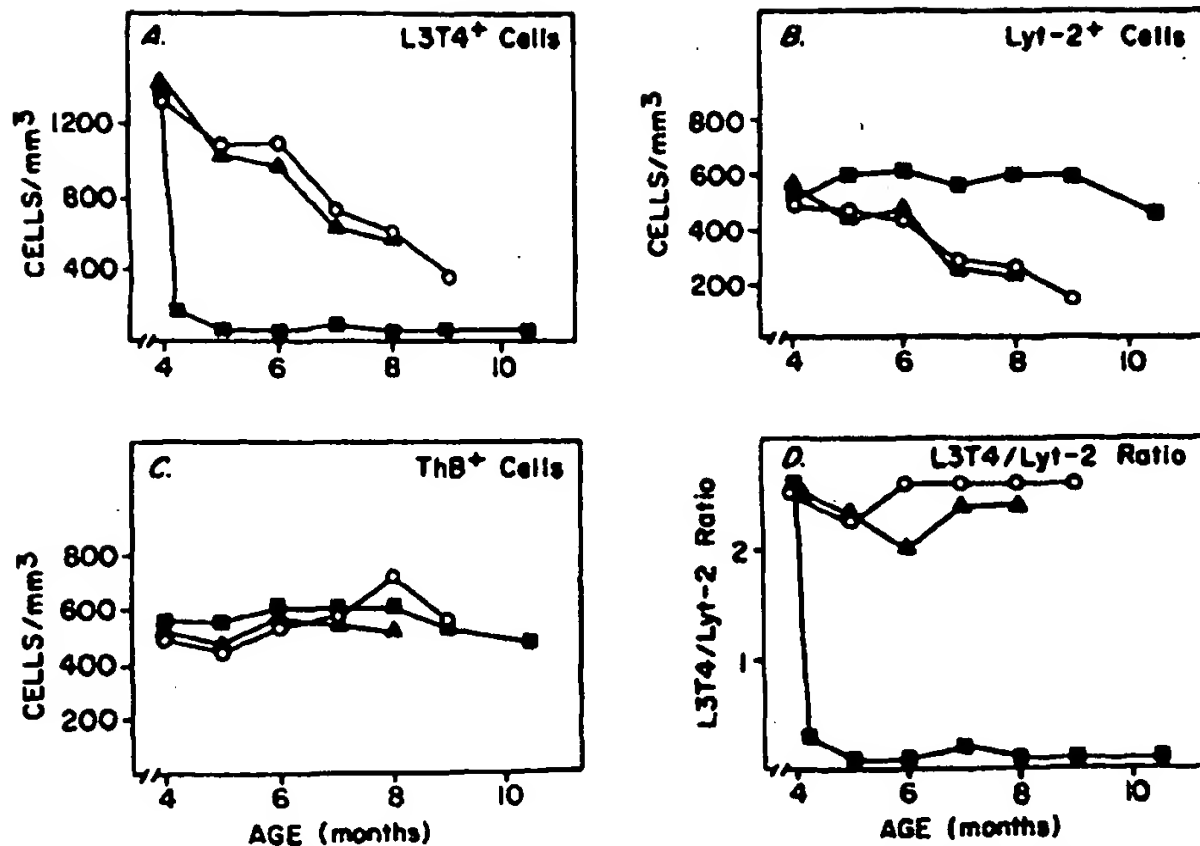 A. L3T4⁺ Cells
CELLS/mm³
1200
800
400
4 6 8 10
B. Lyt-2⁺ Cells
CELLS/mm³
800
600
400
200
4 6 8 10
C. ThB⁺ Cells
CELLS/mm³
800
600
400
200
4 6 8 10
AGE (months)
D. L3T4/Lyt-2 Ratio
L3T4/Lyt-2 Ratio
2
1
4 6 8 10
AGE (months)